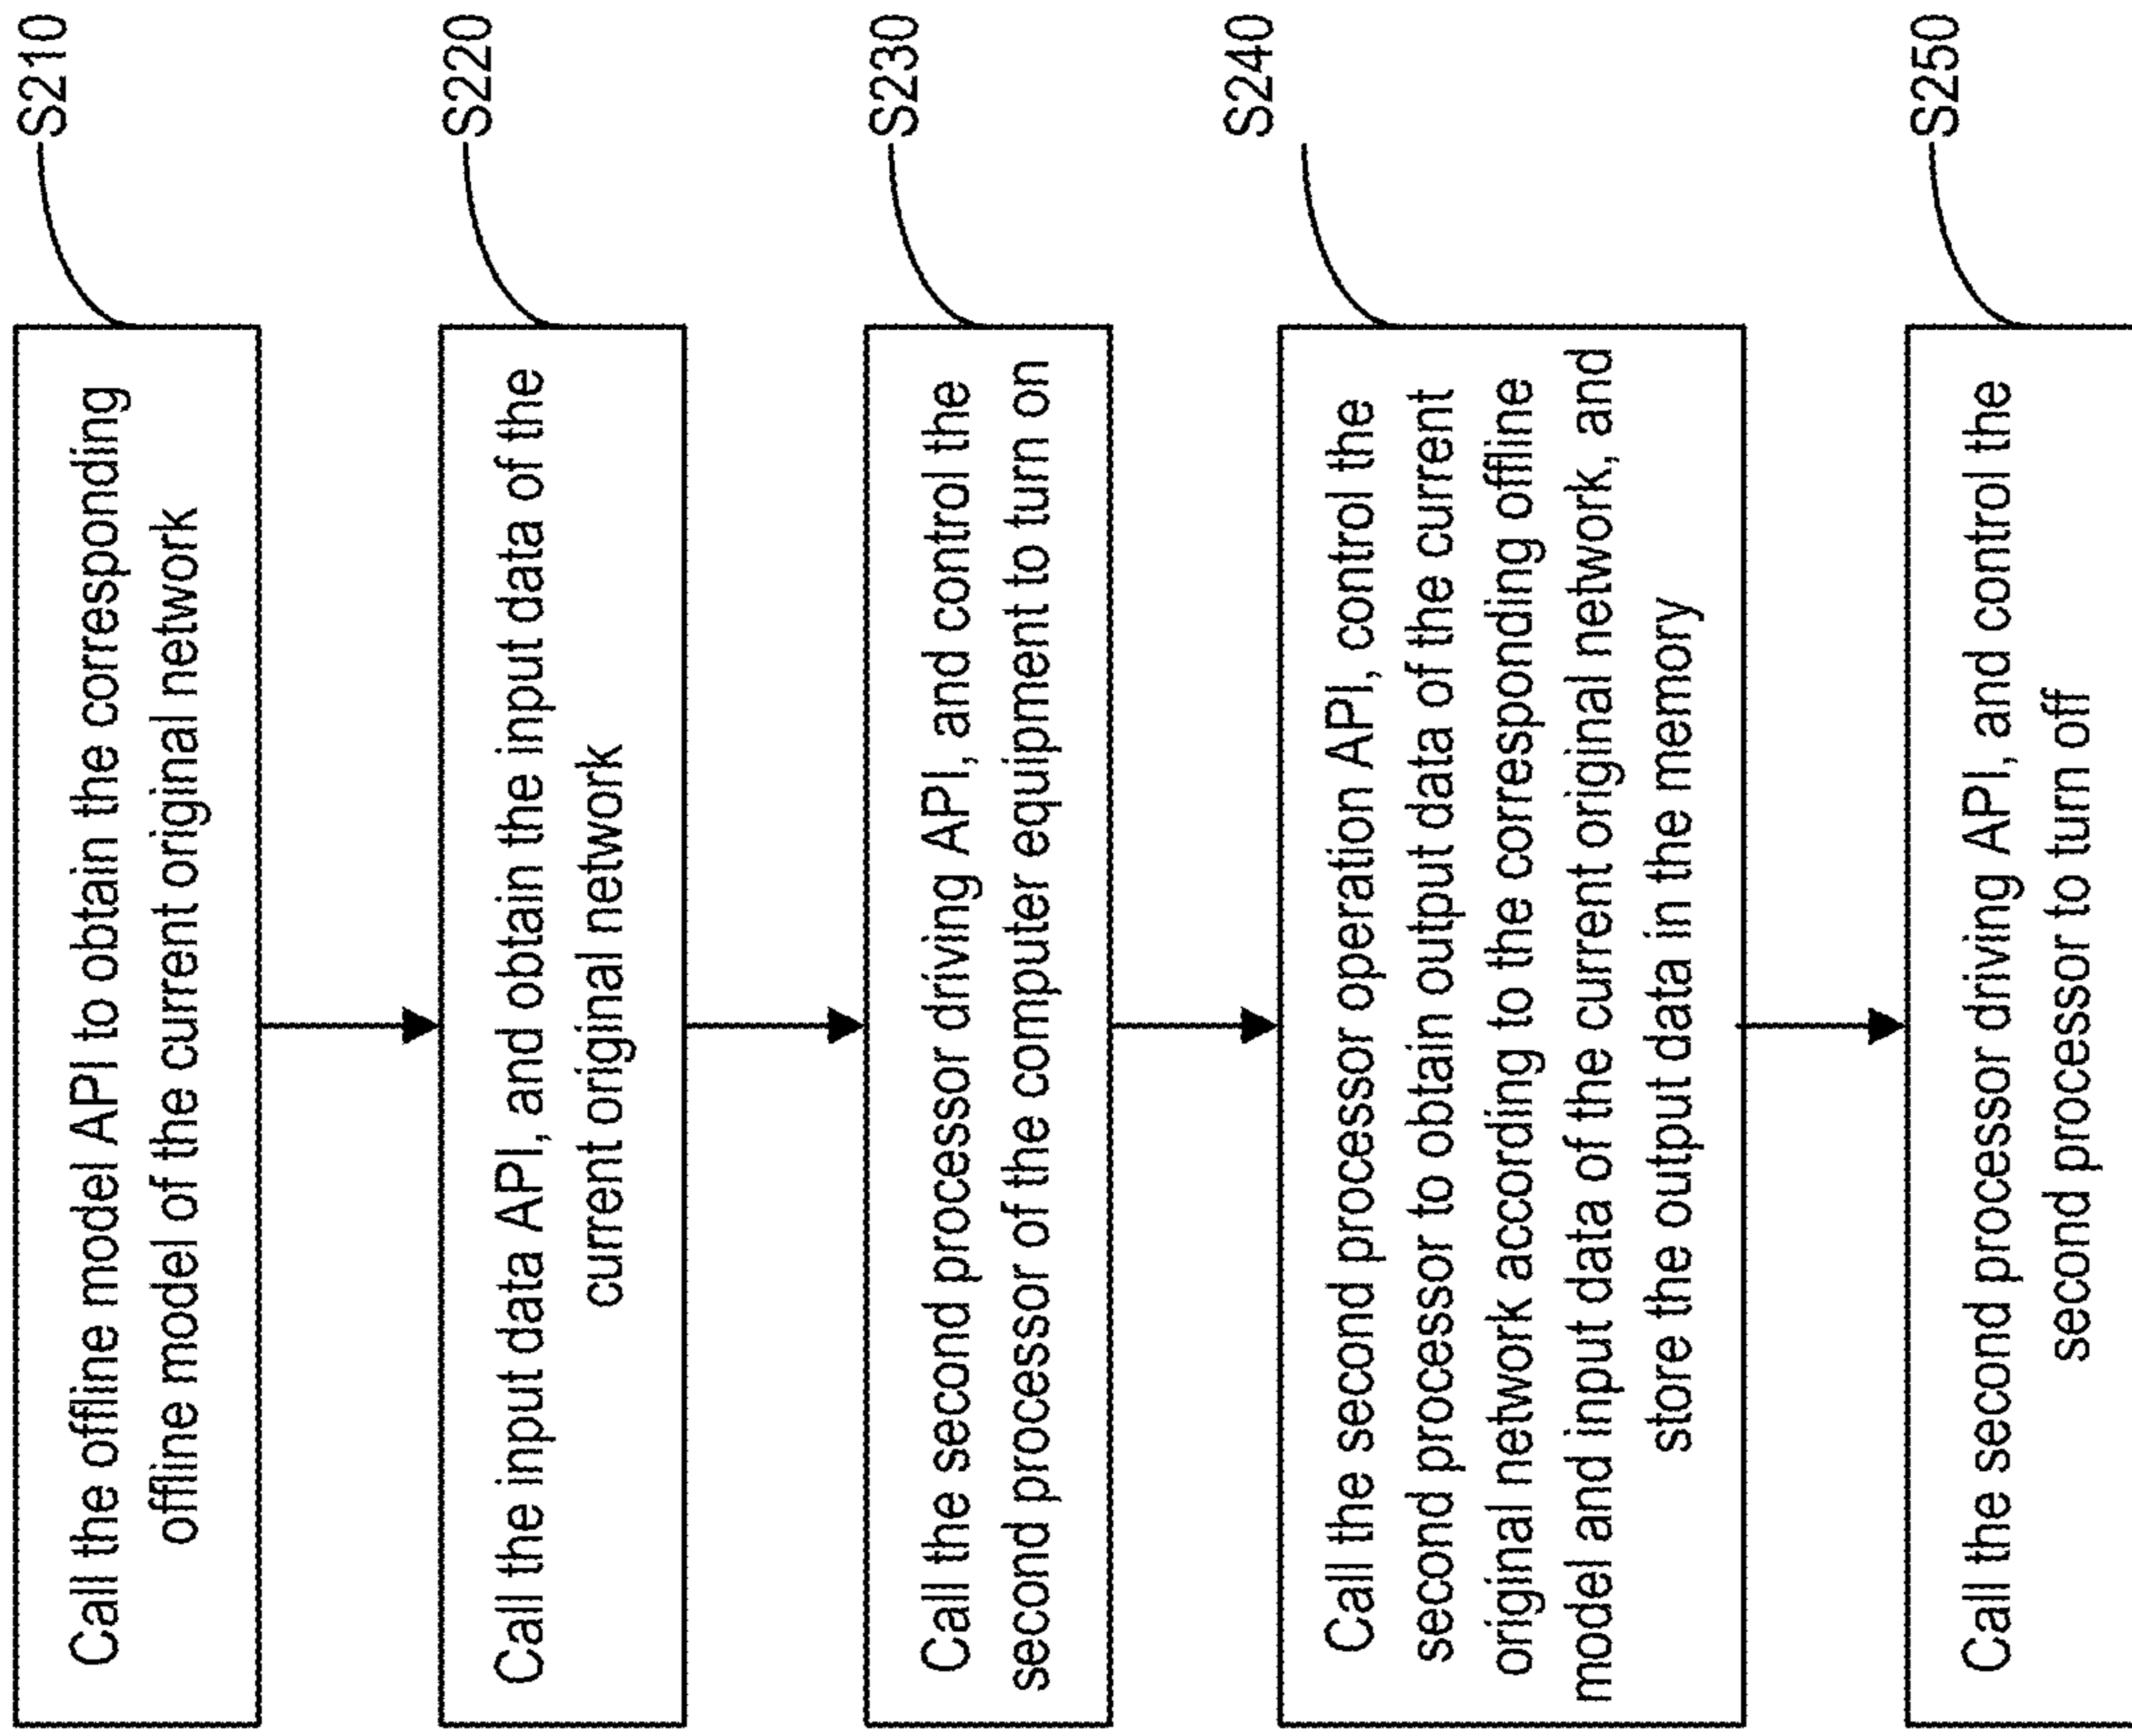 S210
Call the offline model API to obtain the corresponding
offline model of the current original network
S220
Call the input data API, and obtain the input data of the
current original network
S230
Call the second processor driving API, and control the
second processor of the computer equipment to turn on
S240
Call the second processor operation API, control the
second processor to obtain output data of the current
original network according to the corresponding offline
model and input data of the current original network, and
store the output data in the memory
S250
Call the second processor driving API, and control the
second processor to turn off